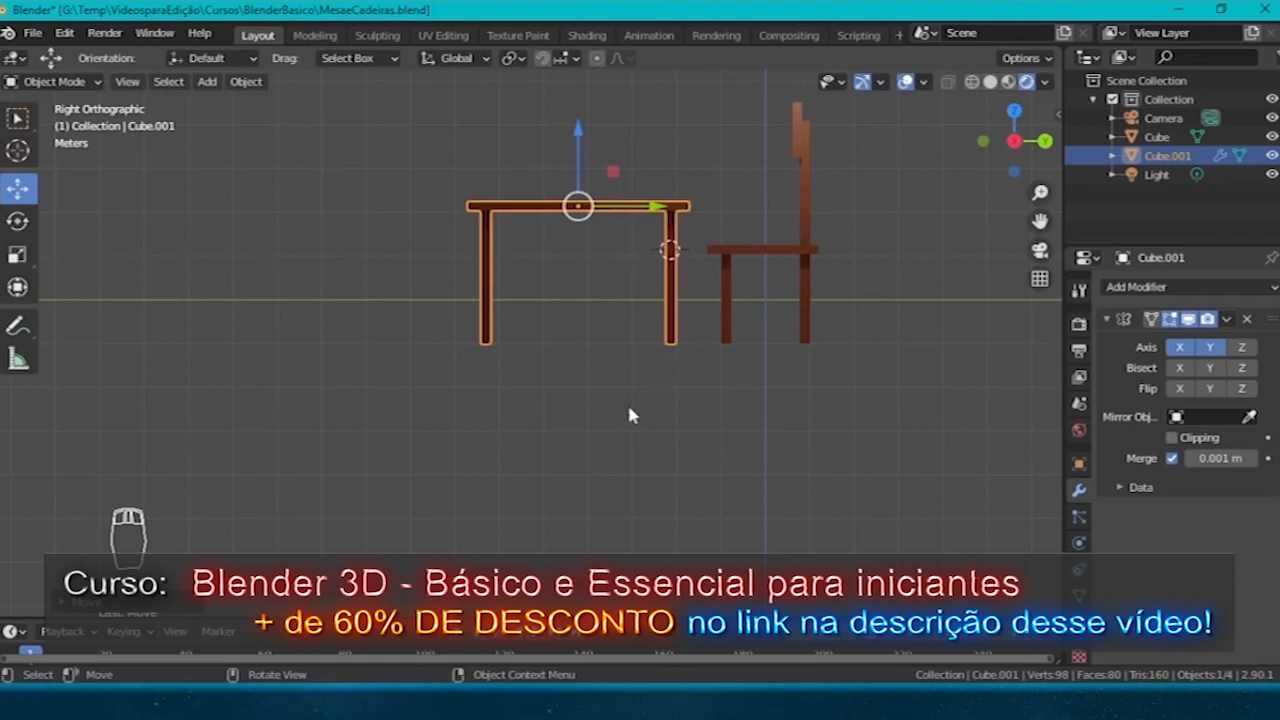 Blender* [G:\Temp\VideosparaEdição\Cursos\BlenderBasico\MesaeCadeiras.blend]
File Edit Render Window Help Layout Modeling Sculpting UV Editing Texture Paint Shading Animation Rendering Compositing Scripting + Scene View Layer
Orientation: Default Drag: Select Box Global Options
Object Mode View Select Add Object
Right Orthographic
(1) Collection | Cube.001
Meters
Z
X
Y
Scene Collection
Collection
Camera
Cube
Cube.001
Light
Cube.001
Add Modifier
Axis X Y Z
Bisect X Y Z
Flip X Y Z
Mirror Obj...
Clipping
Merge 0.001 m
Data
Curso: Blender 3D - Básico e Essencial para iniciantes
+ de 60% DE DESCONTO no link na descrição desse vídeo!
Move
Playback Keying View Marker
Select Move Rotate View Object Context Menu Collection | Cube.001 | Verts:98 | Faces:80 | Tris:160 | Objects:1/4 | 2.90.1